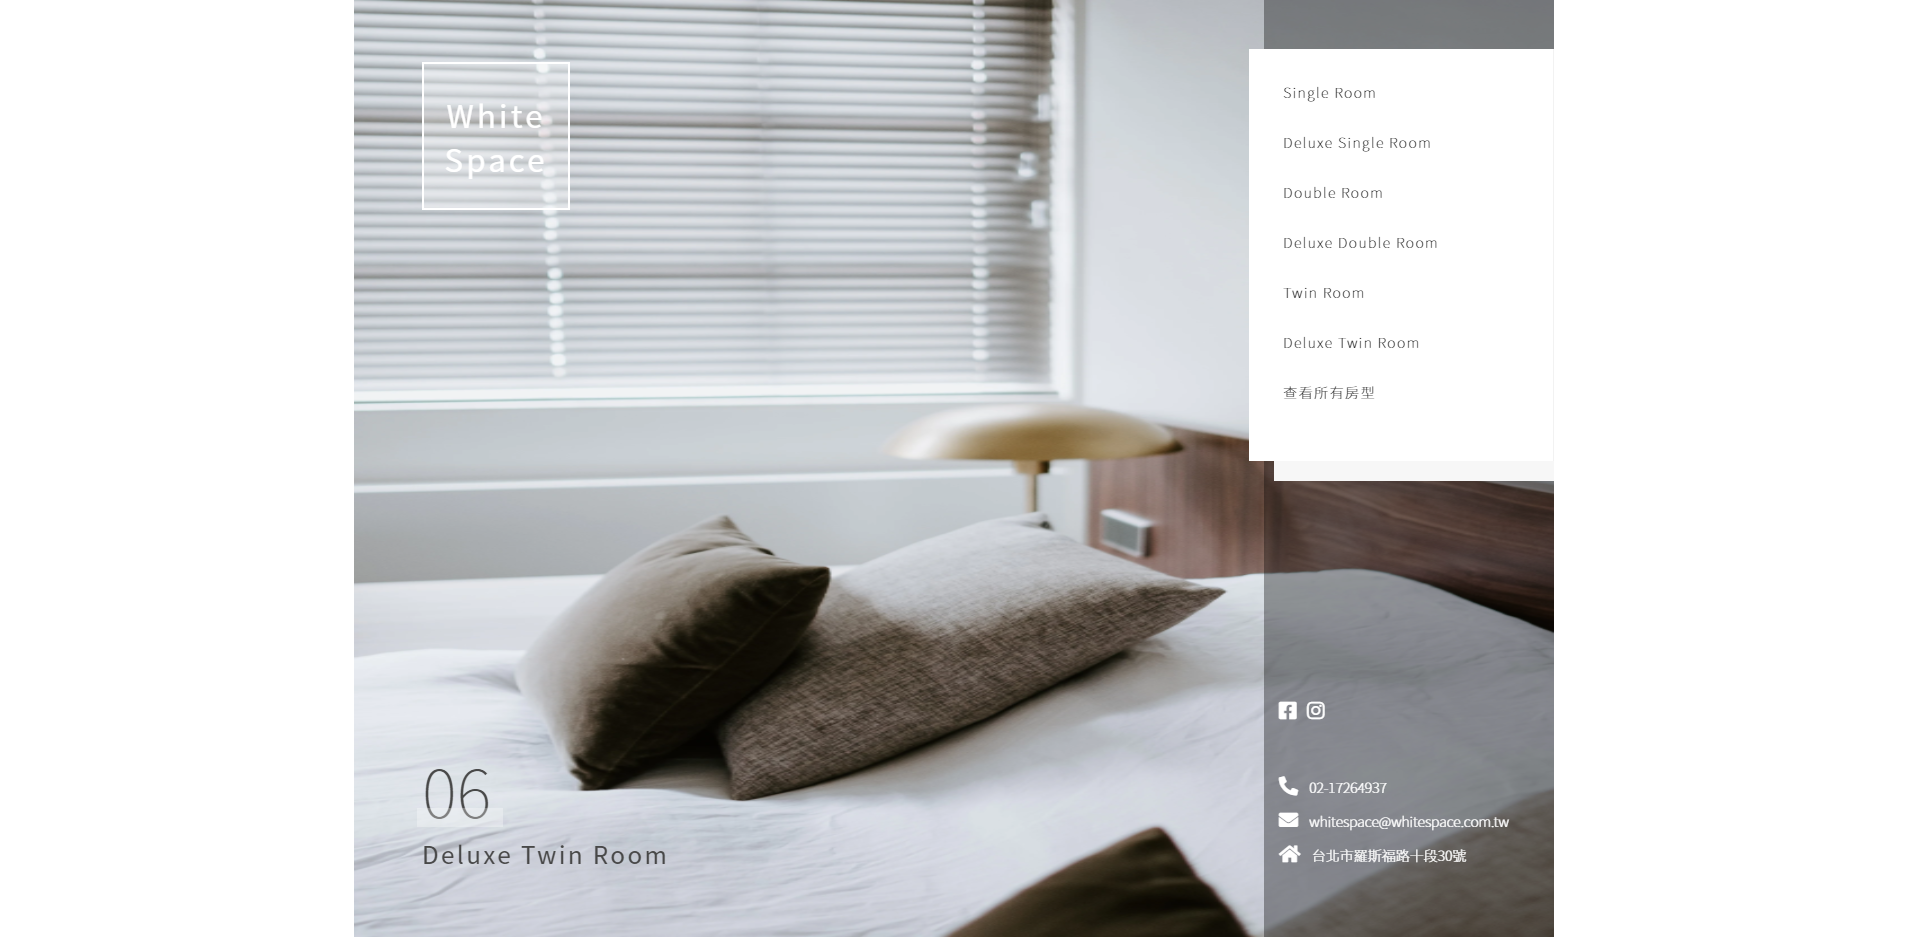 White
Space
Single Room
Deluxe Single Room
Double Room
Deluxe Double Room
Twin Room
Deluxe Twin Room
查看所有房型
06
Deluxe Twin Room
02-17264937
whitespace@whitespace.com.tw
台北市羅斯福路十段30號